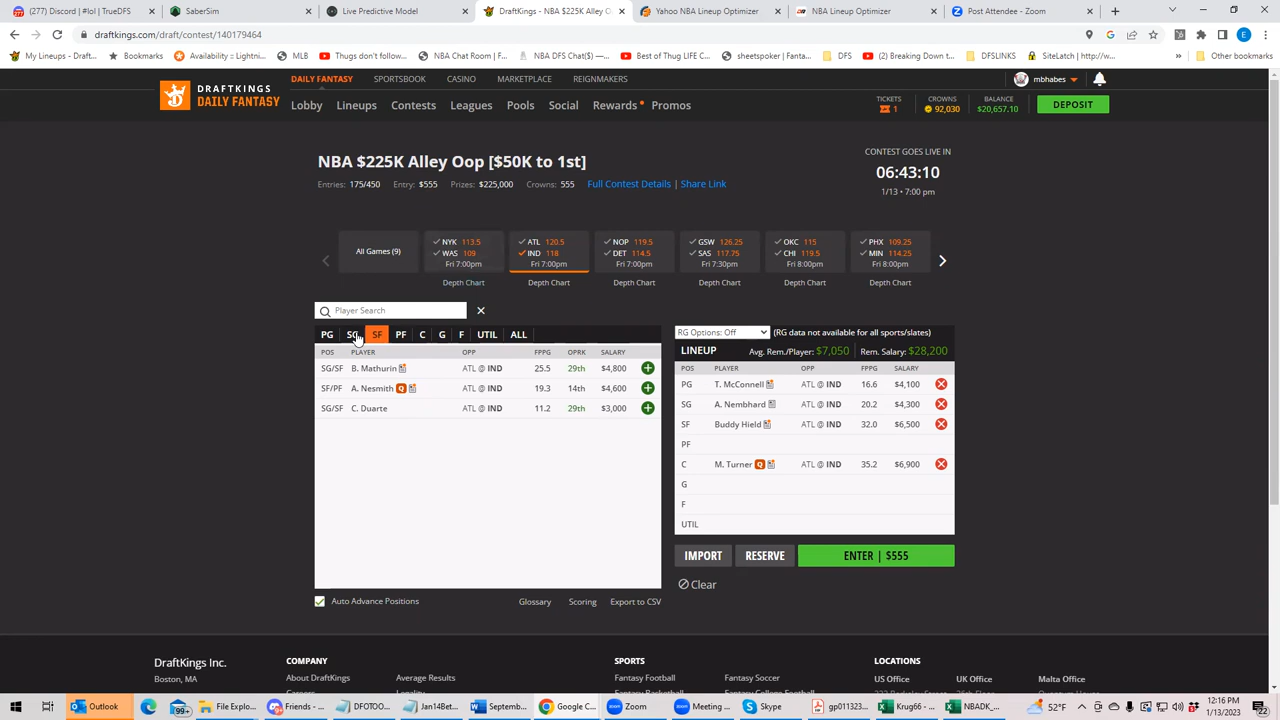 (277) Discord | #lol | TrueDFS
SaberSim
Live Predictive Model
DraftKings - NBA $225K Alley Oo
Yahoo NBA Lineup Optimizer
NBA Lineup Optimizer
Post Attendee - Zoom
draftkings.com/draft/contest/140179464
My Lineups - Draft... Bookmarks Availability :: Lightni... MLB Thugs don't follow... NBA Chat Room | F... NBA DFS Chat($) —... Best of Thug LIFE C... sheetspoker | Fanta... DFS (2) Breaking Down t... DFSLINKS SiteLatch | http://w... Other bookmarks
DAILY FANTASY SPORTSBOOK CASINO MARKETPLACE REIGNMAKERS
mbhabes
DRAFTKINGS
DAILY FANTASY
Lobby Lineups Contests Leagues Pools Social Rewards Promos
TICKETS CROWNS BALANCE
1 92,030 $20,657.10
DEPOSIT
NBA $225K Alley Oop [$50K to 1st]
Entries: 175/450 Entry: $555 Prizes: $225,000 Crowns: 555 Full Contest Details | Share Link
CONTEST GOES LIVE IN
06:43:10
1/13 • 7:00 pm
All Games (9)
NYK 113.5
WAS 109
Fri 7:00pm
Depth Chart
ATL 120.5
IND 118
Fri 7:00pm
Depth Chart
NOP 119.5
DET 114.5
Fri 7:00pm
Depth Chart
GSW 126.25
SAS 117.75
Fri 7:30pm
Depth Chart
OKC 115
CHI 119.5
Fri 8:00pm
Depth Chart
PHX 109.25
MIN 114.25
Fri 8:00pm
Depth Chart
Player Search
PG SG SF PF C G F UTIL ALL
POS PLAYER OPP FPPG OPRK SALARY
SG/SF B. Mathurin ATL @ IND 25.5 29th $4,800
SF/PF A. Nesmith Q ATL @ IND 19.3 14th $4,600
SG/SF C. Duarte ATL @ IND 11.2 29th $3,000
Auto Advance Positions
Glossary Scoring Export to CSV
RG Options: Off (RG data not available for all sports/slates)
LINEUP Avg. Rem./Player: $7,050 Rem. Salary: $28,200
POS PLAYER OPP FPPG SALARY
PG T. McConnell ATL @ IND 16.6 $4,100
SG A. Nembhard ATL @ IND 20.2 $4,300
SF Buddy Hield ATL @ IND 32.0 $6,500
PF
C M. Turner Q ATL @ IND 35.2 $6,900
G
F
UTIL
IMPORT RESERVE ENTER | $555
Clear
DraftKings Inc.
Boston, MA
COMPANY
About DraftKings Average Results
Careers Legality
SPORTS
Fantasy Football Fantasy Soccer
Fantasy Basketball Fantasy College Football
LOCATIONS
US Office UK Office Malta Office
Outlook
99+
File Explo...
Friends - ...
DFOTOO...
Jan14Bet...
Septemb...
Google C...
Zoom
Meeting ...
Skype
gp011323...
Krug66 - ...
NBADK_...
52°F
12:16 PM
1/13/2023
22